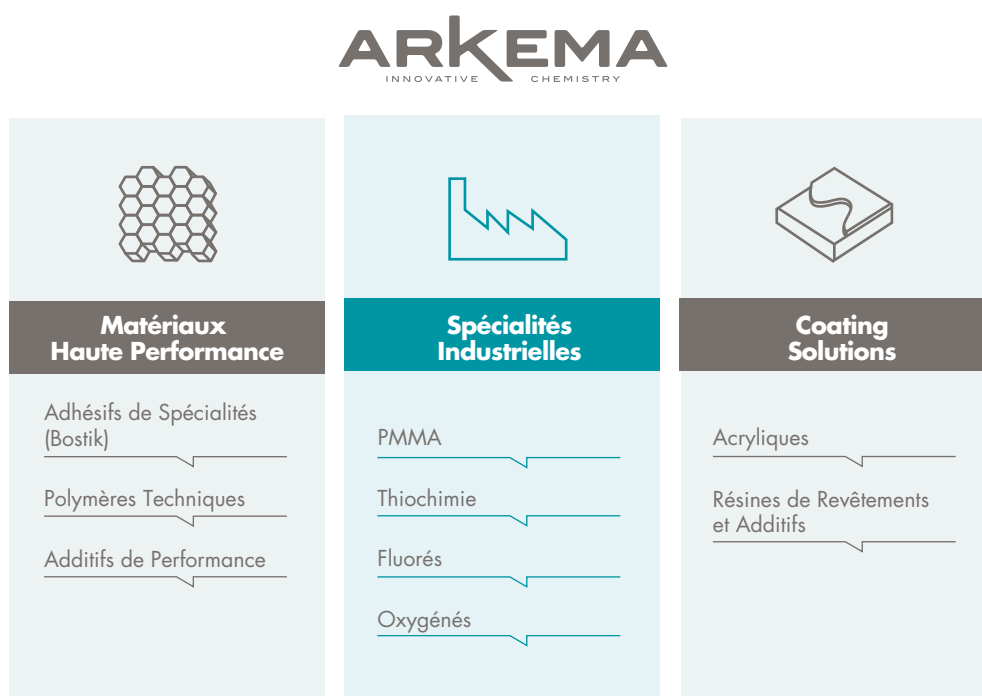 ARKEMA
INNOVATIVE CHEMISTRY
Matériaux
Haute Performance
Adhésifs de Spécialités
(Bostik)
Polymères Techniques
Additifs de Performance
Spécialités
Industrielles
PMMA
Thiochimie
Fluorés
Oxygénés
Coating
Solutions
Acryliques
Résines de Revêtements
et Additifs